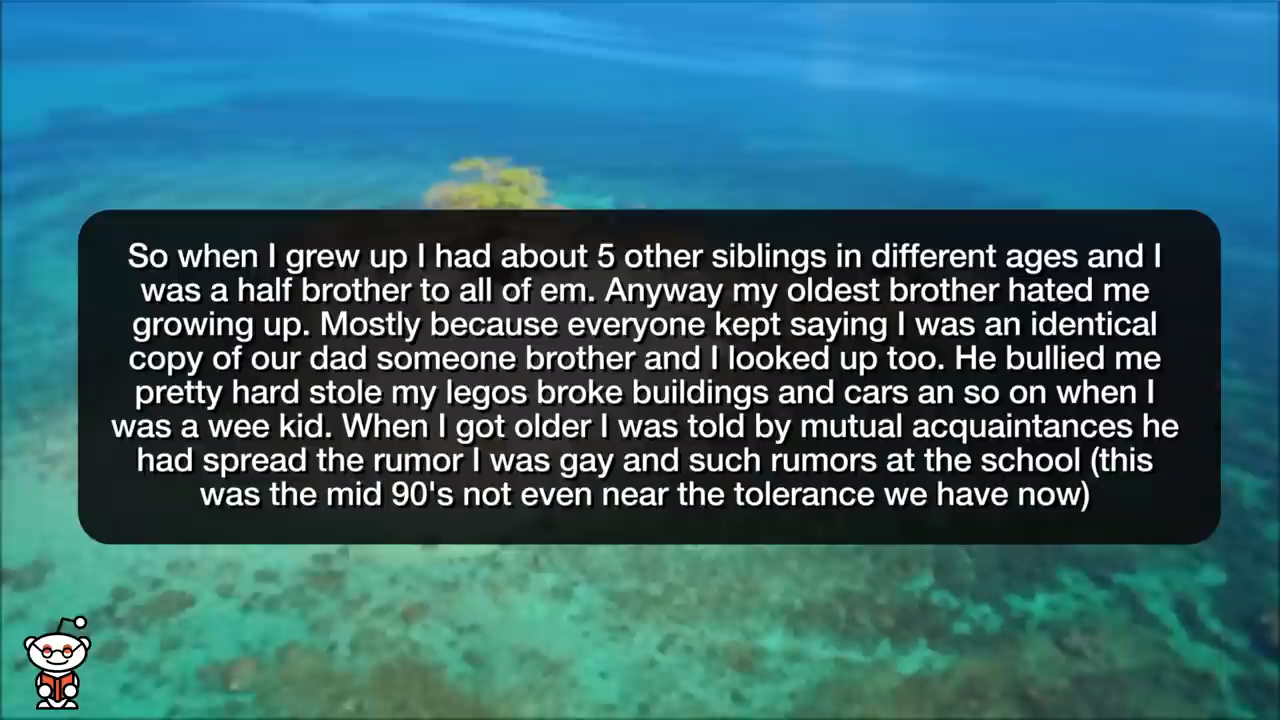 So when I grew up I had about 5 other siblings in different ages and I
was a half brother to all of em. Anyway my oldest brother hated me
growing up. Mostly because everyone kept saying I was an identical
copy of our dad someone brother and I looked up too. He bullied me
pretty hard stole my legos broke buildings and cars an so on when I
was a wee kid. When I got older I was told by mutual acquaintances he
had spread the rumor I was gay and such rumors at the school (this
was the mid 90's not even near the tolerance we have now)